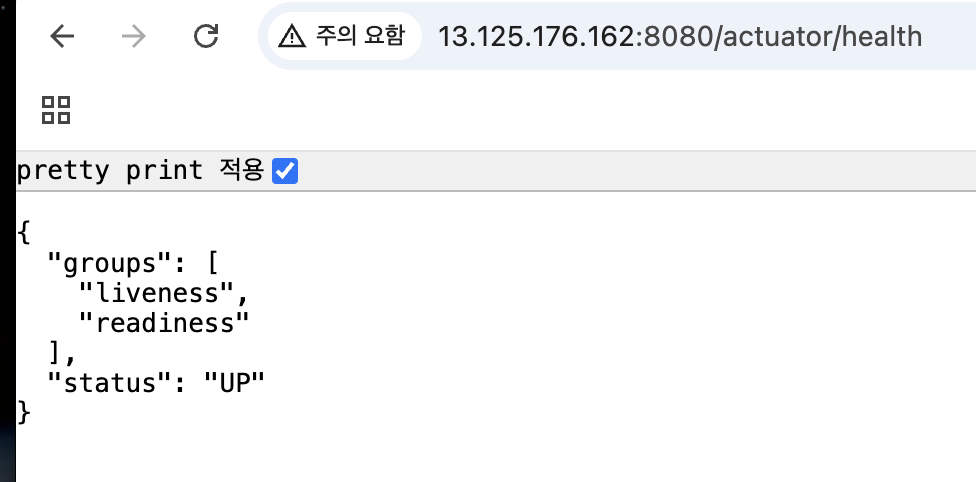 주의 요함 13.125.176.162:8080/actuator/health
pretty print 적용
{
  "groups": [
    "liveness",
    "readiness"
  ],
  "status": "UP"
}